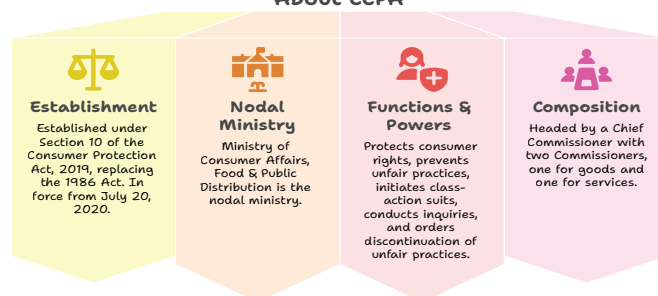 About CCPA
Establishment
Established under
Section 10 of the
Consumer Protection
Act, 2019, replacing
the 1986 Act. In
force from July 20,
2020.
Nodal
Ministry
Ministry of
Consumer Affairs,
Food & Public
Distribution is the
nodal ministry.
Functions &
Powers
Protects consumer
rights, prevents
unfair practices,
initiates class-
action suits,
conducts inquiries,
and orders
discontinuation of
unfair practices.
Composition
Headed by a Chief
Commissioner with
two Commissioners,
one for goods and
one for services.